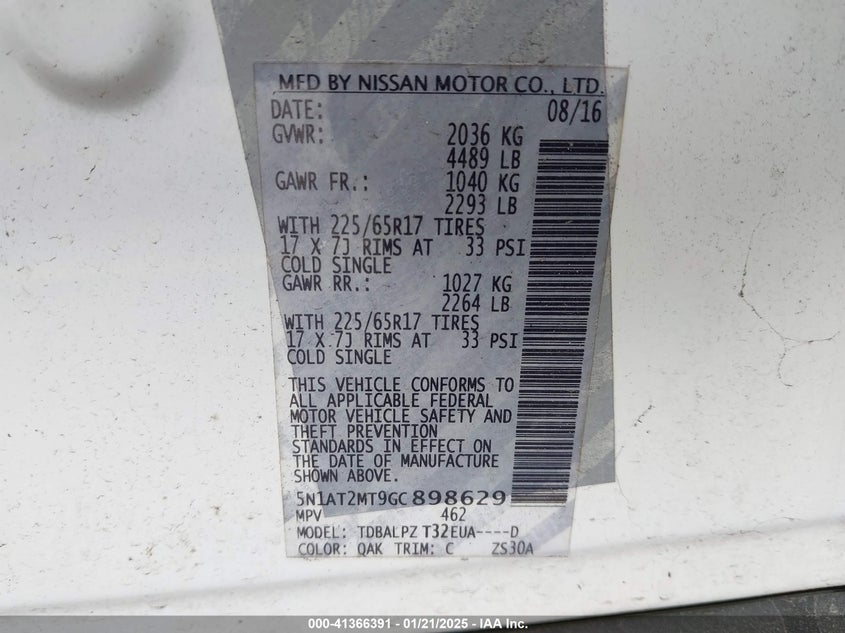 MFD BY NISSAN MOTOR CO., LTD.
DATE: 08/16
GVWR: 2036 KG
4489 LB
GAWR FR.: 1040 KG
2293 LB
WITH 225/65R17 TIRES
17 X 7J RIMS AT 33 PSI
COLD SINGLE
GAWR RR.: 1027 KG
2264 LB
WITH 225/65R17 TIRES
17 X 7J RIMS AT 33 PSI
COLD SINGLE
THIS VEHICLE CONFORMS TO
ALL APPLICABLE FEDERAL
MOTOR VEHICLE SAFETY AND
THEFT PREVENTION
STANDARDS IN EFFECT ON
THE DATE OF MANUFACTURE
SHOWN ABOVE.
5N1AT2MT9GC898629
MPV 462
MODEL: TDBALPZ T32EUA----D
COLOR: QAK TRIM: C ZS30A
000-41366391 - 01/21/2025 - IAA Inc.